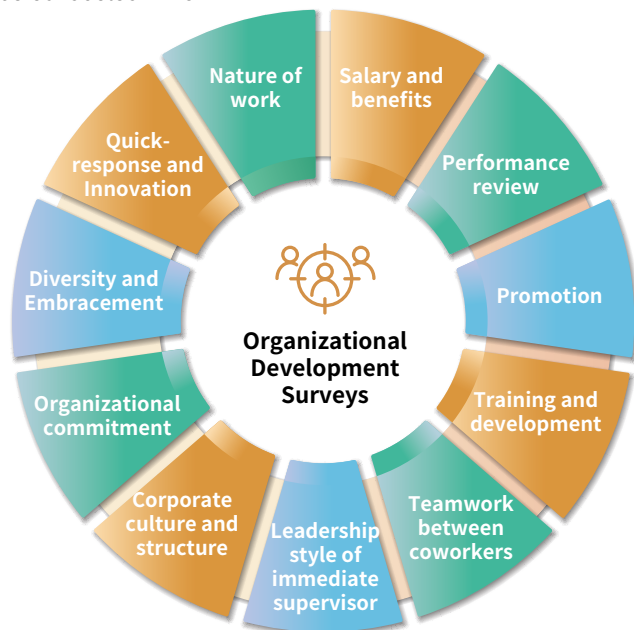 Nature of
work
Salary and
benefits
Performance
review
Promotion
Training and
development
Teamwork
between
coworkers
Leadership
style of
immediate
supervisor
Corporate
culture and
structure
Organizational
commitment
Diversity and
Embracement
Quick-
response and
Innovation
Organizational
Development
Surveys